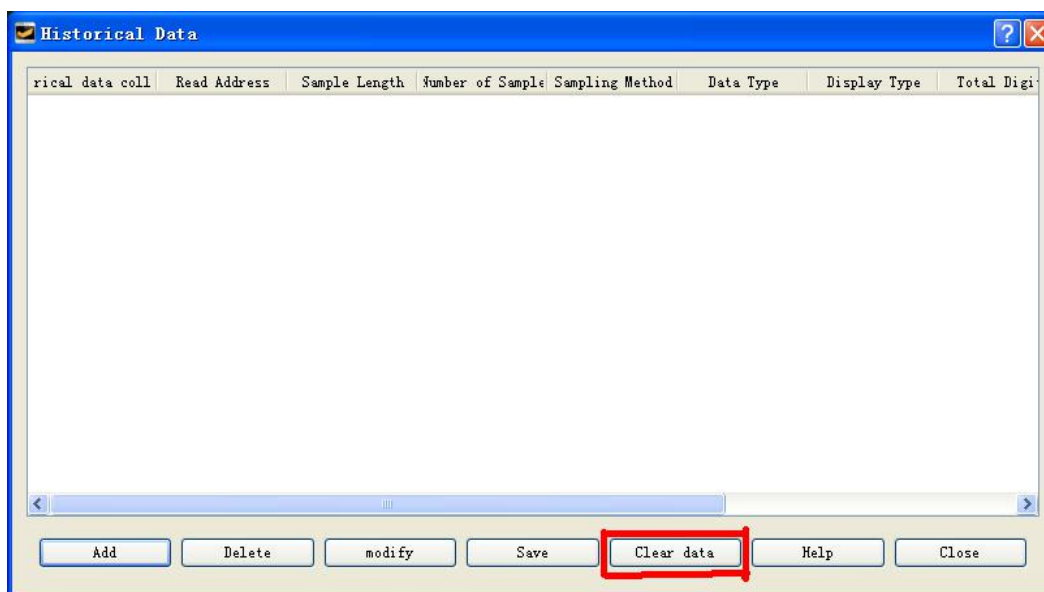 Historical Data
rical data coll Read Address Sample Length Number of Sample Sampling Method Data Type Display Type Total Digi
Add Delete modify Save Clear data Help Close